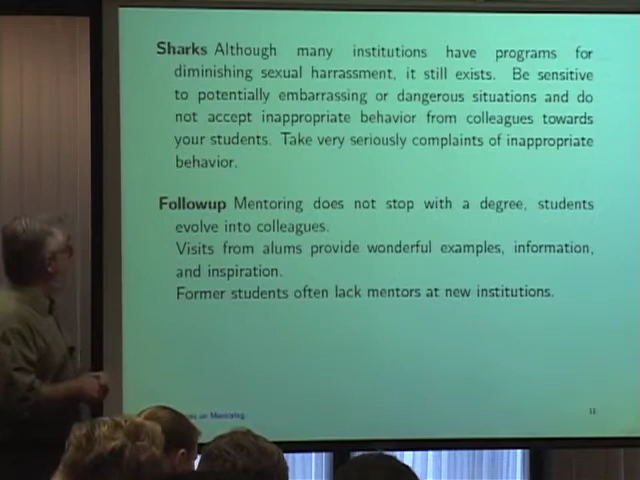 Sharks Although many institutions have programs for
diminishing sexual harrassment, it still exists. Be sensitive
to potentially embarrassing or dangerous situations and do
not accept inappropriate behavior from colleagues towards
your students. Take very seriously complaints of inappropriate
behavior.
Followup Mentoring does not stop with a degree, students
evolve into colleagues.
Visits from alums provide wonderful examples, information,
and inspiration.
Former students often lack mentors at new institutions.
on Mentoring